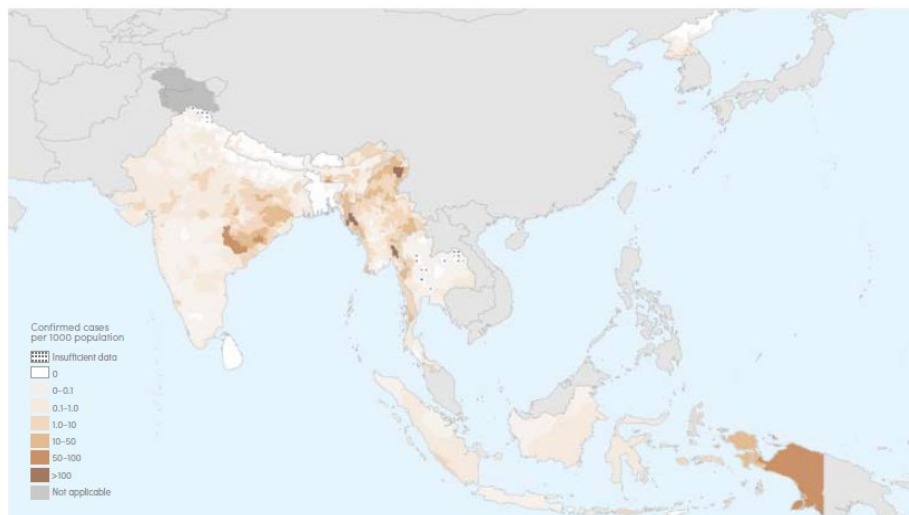 Confirmed cases
per 1000 population
Insufficient data
0
0–0.1
0.1–1.0
1.0–10
10–50
50–100
>100
Not applicable